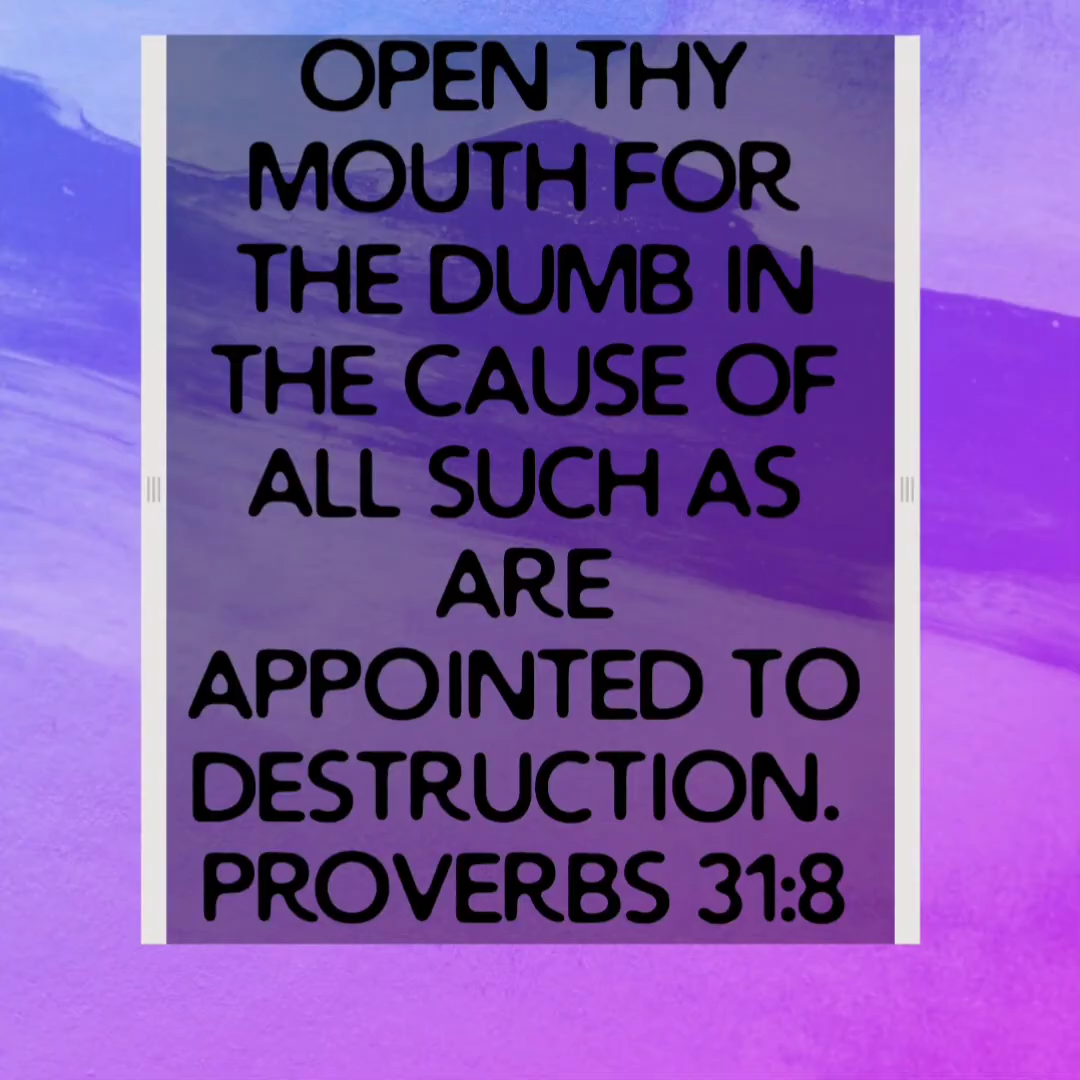 OPEN THY
MOUTH FOR
THE DUMB IN
THE CAUSE OF
ALL SUCH AS
ARE
APPOINTED TO
DESTRUCTION.
PROVERBS 31:8